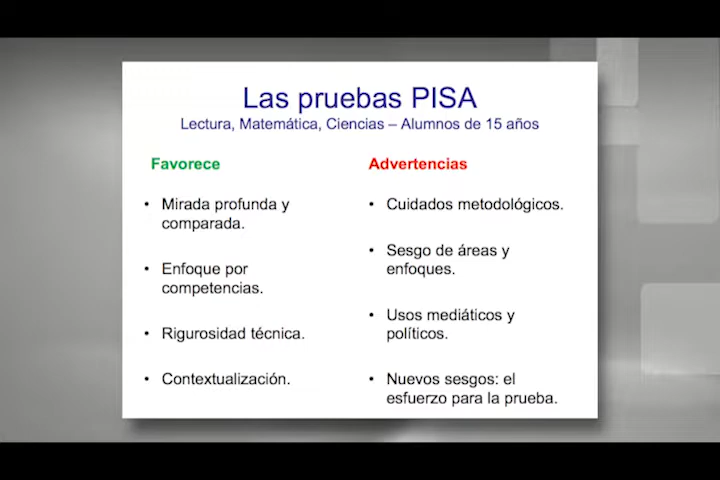 Las pruebas PISA
Lectura, Matemática, Ciencias – Alumnos de 15 años
Favorece
• Mirada profunda y
comparada.
• Enfoque por
competencias.
• Rigurosidad técnica.
• Contextualización.
Advertencias
• Cuidados metodológicos.
• Sesgo de áreas y
enfoques.
• Usos mediáticos y
políticos.
• Nuevos sesgos: el
esfuerzo para la prueba.